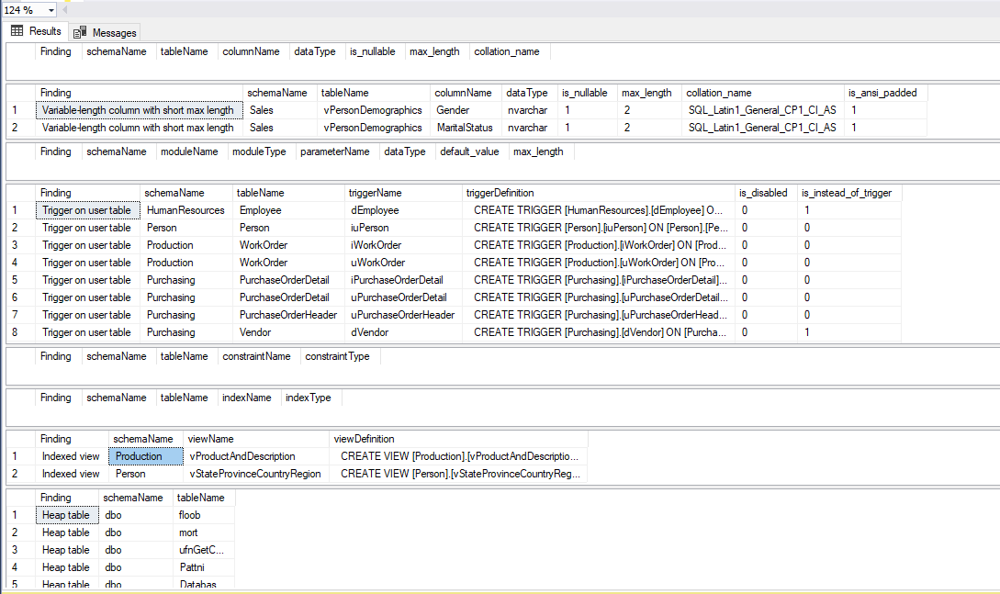 124 %
Results Messages
Finding schemaName tableName columnName dataType is_nullable max_length collation_name
Finding schemaName tableName columnName dataType is_nullable max_length collation_name is_ansi_padded
1 Variable-length column with short max length Sales vPersonDemographics Gender nvarchar 1 2 SQL_Latin1_General_CP1_CI_AS 1
2 Variable-length column with short max length Sales vPersonDemographics MaritalStatus nvarchar 1 2 SQL_Latin1_General_CP1_CI_AS 1
Finding schemaName moduleName moduleType parameterName dataType default_value max_length
Finding schemaName tableName triggerName triggerDefinition is_disabled is_instead_of_trigger
1 Trigger on user table HumanResources Employee dEmployee CREATE TRIGGER [HumanResources].[dEmployee] O... 0 1
2 Trigger on user table Person Person iuPerson CREATE TRIGGER [Person].[iuPerson] ON [Person].[Pe... 0 0
3 Trigger on user table Production WorkOrder iWorkOrder CREATE TRIGGER [Production].[iWorkOrder] ON [Prod... 0 0
4 Trigger on user table Production WorkOrder uWorkOrder CREATE TRIGGER [Production].[uWorkOrder] ON [Pro... 0 0
5 Trigger on user table Purchasing PurchaseOrderDetail iPurchaseOrderDetail CREATE TRIGGER [Purchasing].[iPurchaseOrderDetail]... 0 0
6 Trigger on user table Purchasing PurchaseOrderDetail uPurchaseOrderDetail CREATE TRIGGER [Purchasing].[uPurchaseOrderDetail... 0 0
7 Trigger on user table Purchasing PurchaseOrderHeader uPurchaseOrderHeader CREATE TRIGGER [Purchasing].[uPurchaseOrderHead... 0 0
8 Trigger on user table Purchasing Vendor dVendor CREATE TRIGGER [Purchasing].[dVendor] ON [Purcha... 0 1
Finding schemaName tableName constraintName constraintType
Finding schemaName tableName indexName indexType
Finding schemaName viewName viewDefinition
1 Indexed view Production vProductAndDescription CREATE VIEW [Production].[vProductAndDescriptio...
2 Indexed view Person vStateProvinceCountryRegion CREATE VIEW [Person].[vStateProvinceCountryReg...
Finding schemaName tableName
1 Heap table dbo floob
2 Heap table dbo mort
3 Heap table dbo ufnGetC...
4 Heap table dbo Pattni
5 Heap table dbo Databas